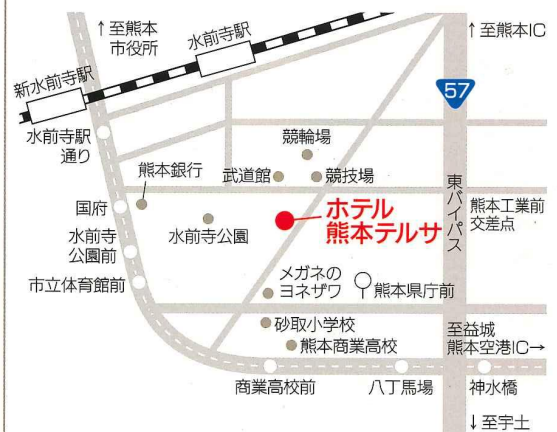 ↑至熊本
市役所
水前寺駅
↑至熊本IC
新水前寺駅
57
水前寺駅
通り
競輪場
熊本銀行
武道館
競技場
国府
水前寺公園
ホテル
熊本テルサ
東バイパス
熊本工業前
交差点
水前寺
公園前
市立体育館前
メガネの
ヨネザワ
熊本県庁前
砂取小学校
熊本商業高校
至益城
熊本空港IC→
商業高校前
八丁馬場
神水橋
↓至宇土